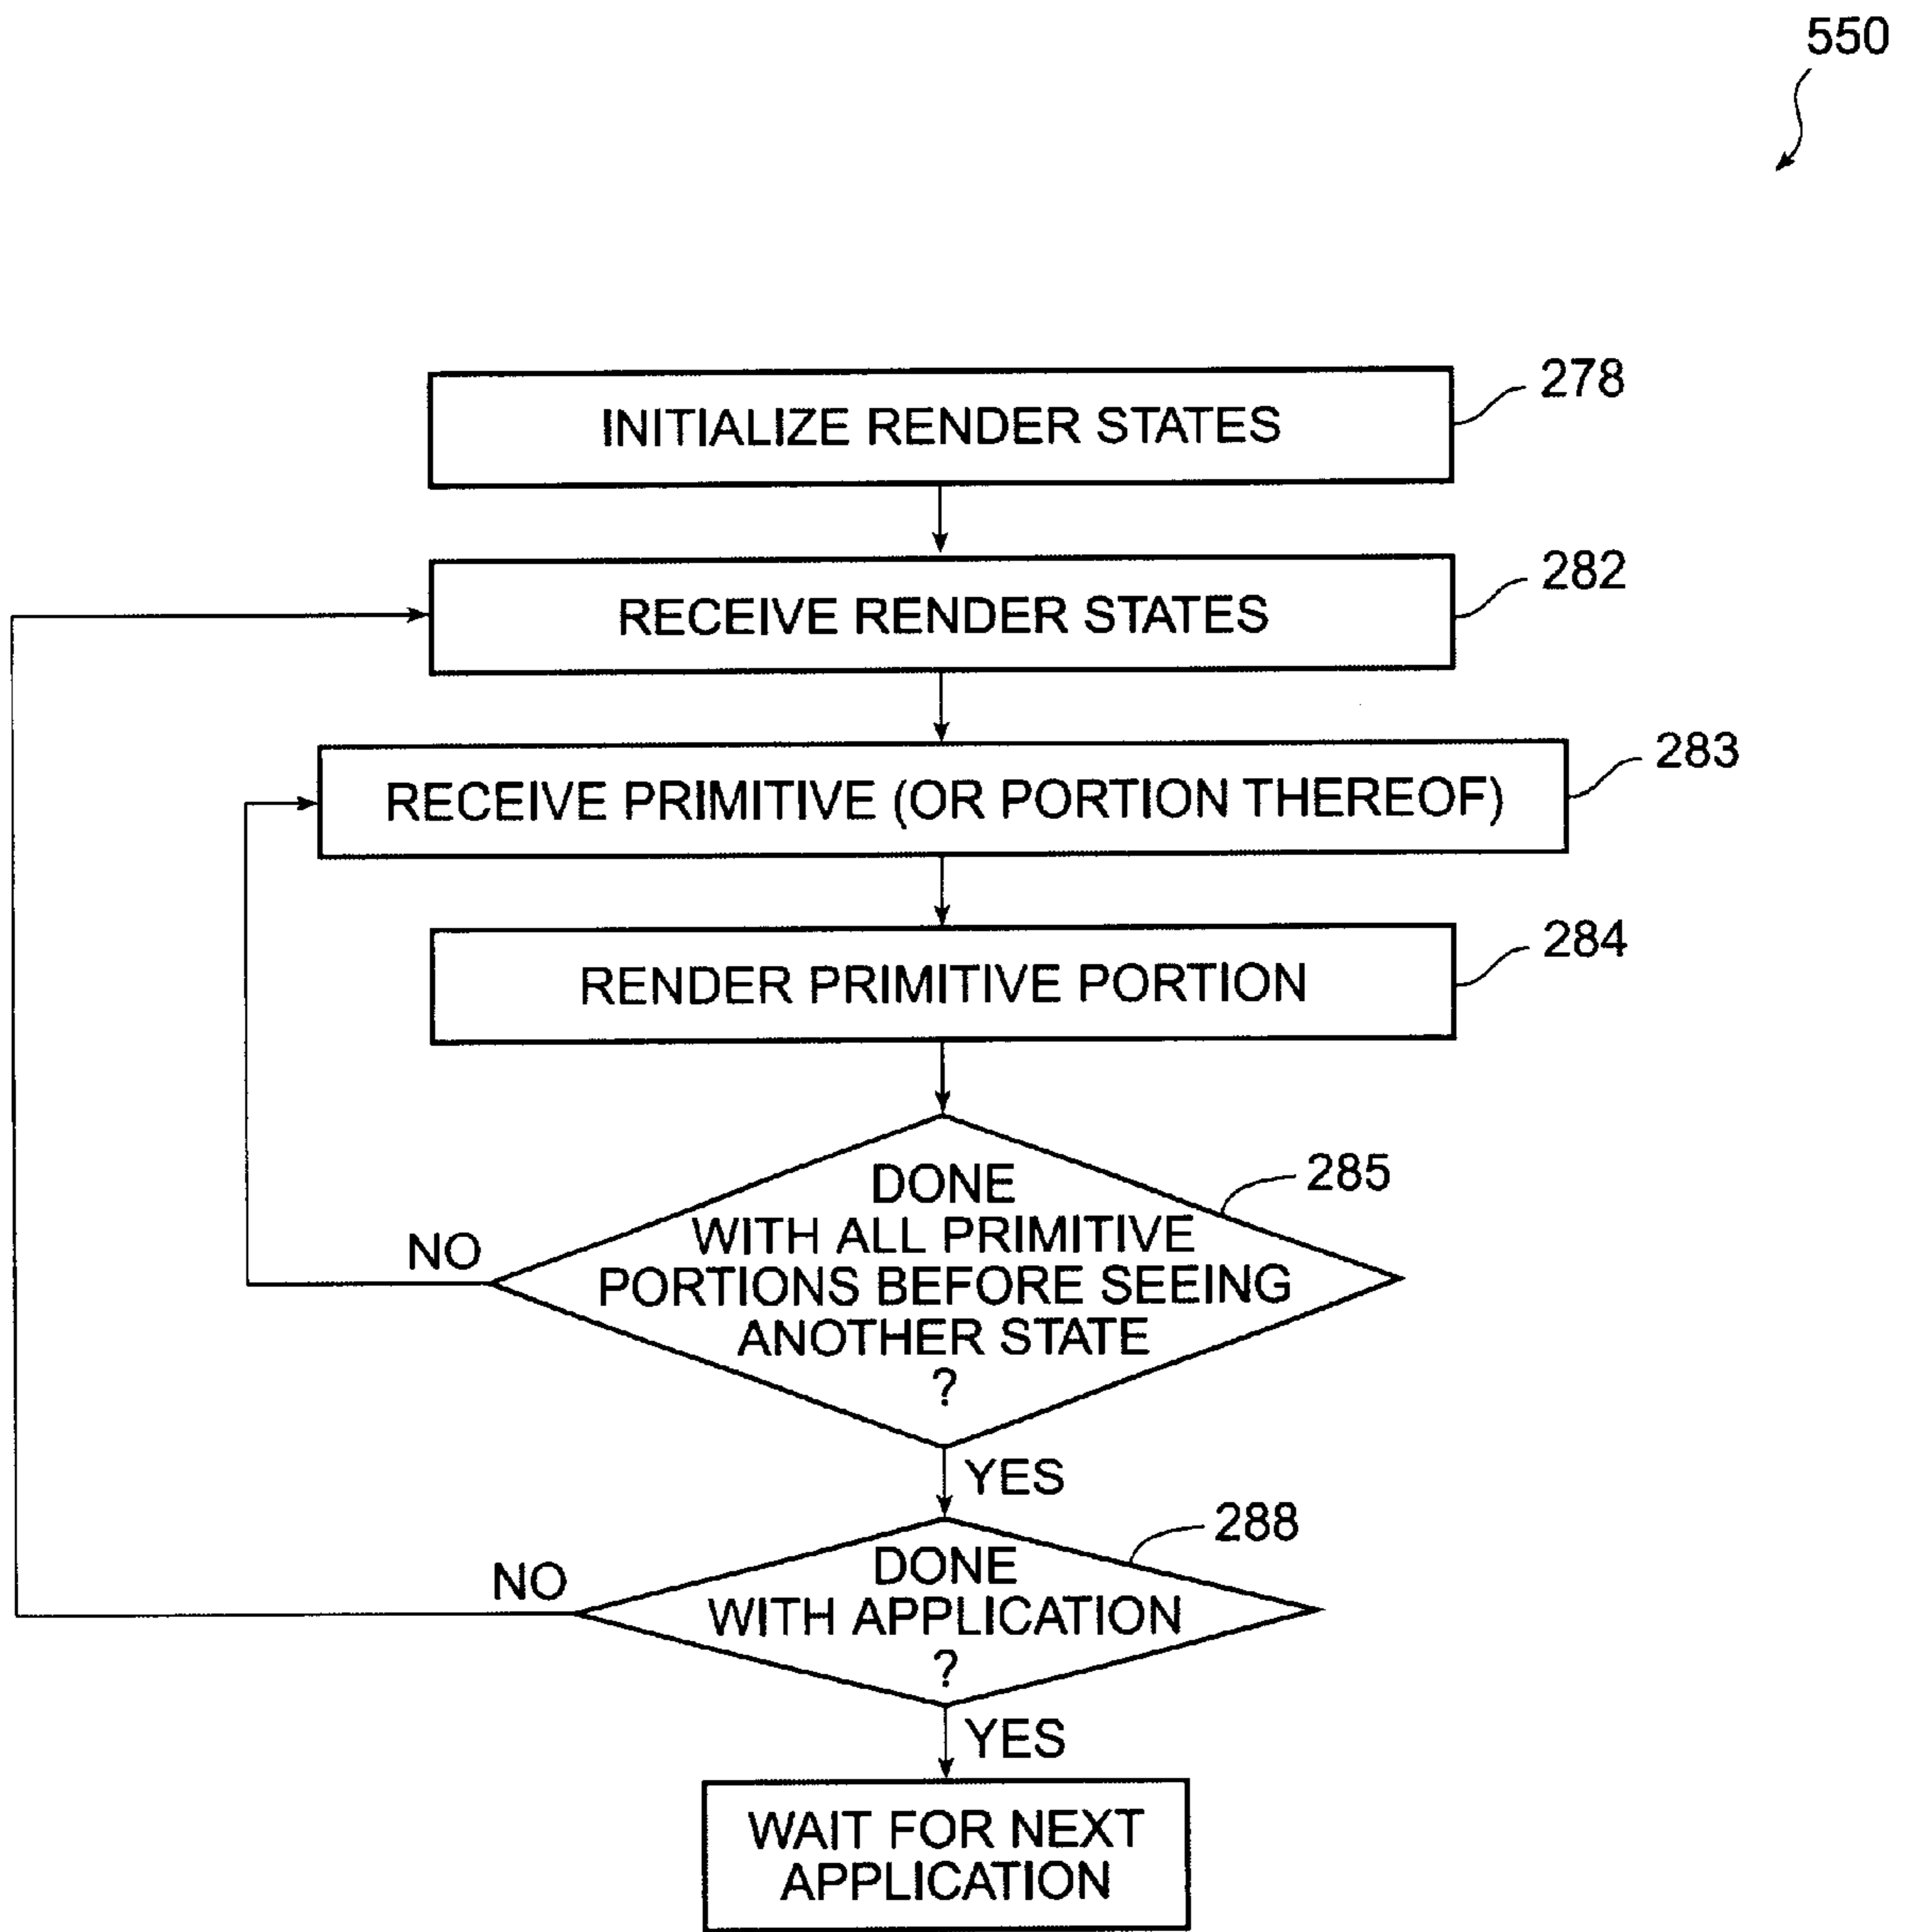 550
INITIALIZE RENDER STATES
278
RECEIVE RENDER STATES
282
RECEIVE PRIMITIVE (OR PORTION THEREOF)
283
RENDER PRIMITIVE PORTION
284
DONE
WITH ALL PRIMITIVE
PORTIONS BEFORE SEEING
ANOTHER STATE
?
285
NO
YES
DONE
WITH APPLICATION
?
288
NO
YES
WAIT FOR NEXT
APPLICATION